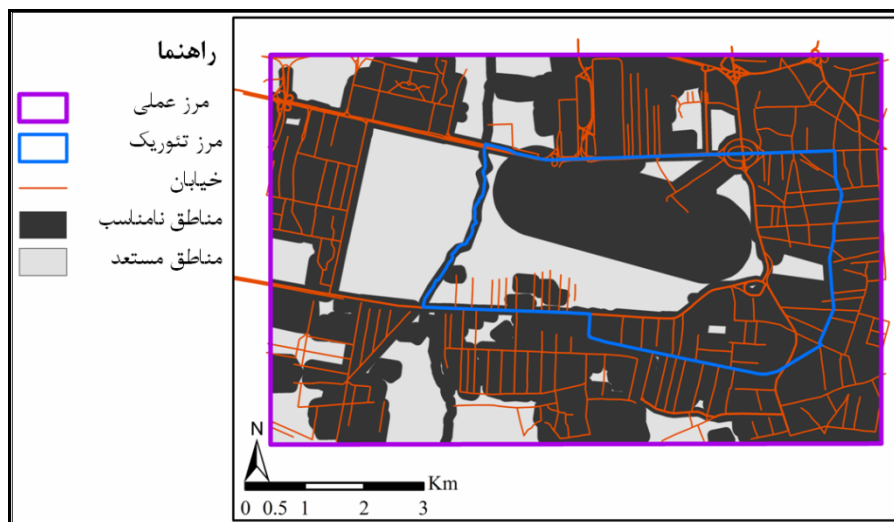 راهنما
مرز عملی
مرز تئوریک
خیابان
مناطق نامناسب
مناطق مستعد
N
Km
0 0.5 1 2 3